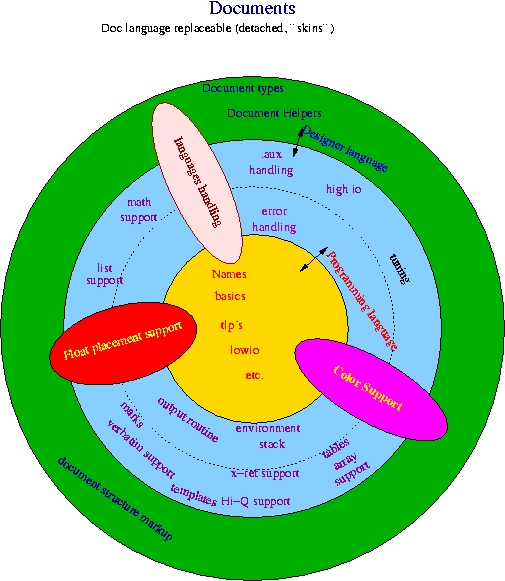 Documents
Doc language replaceable (detached, ¨ skins¨ )
Document types
Document Helpers
Designer language
.aux
handling
high io
languages handling
math
support
error
handling
tuning
list
support
Names
basics
tlp's
lowio
etc.
Programming language
Float placement support
Color Support
marks
output routine
environment
stack
verbatim support
tables
array
support
x-ref support
templates
Hi-Q support
document structure markup